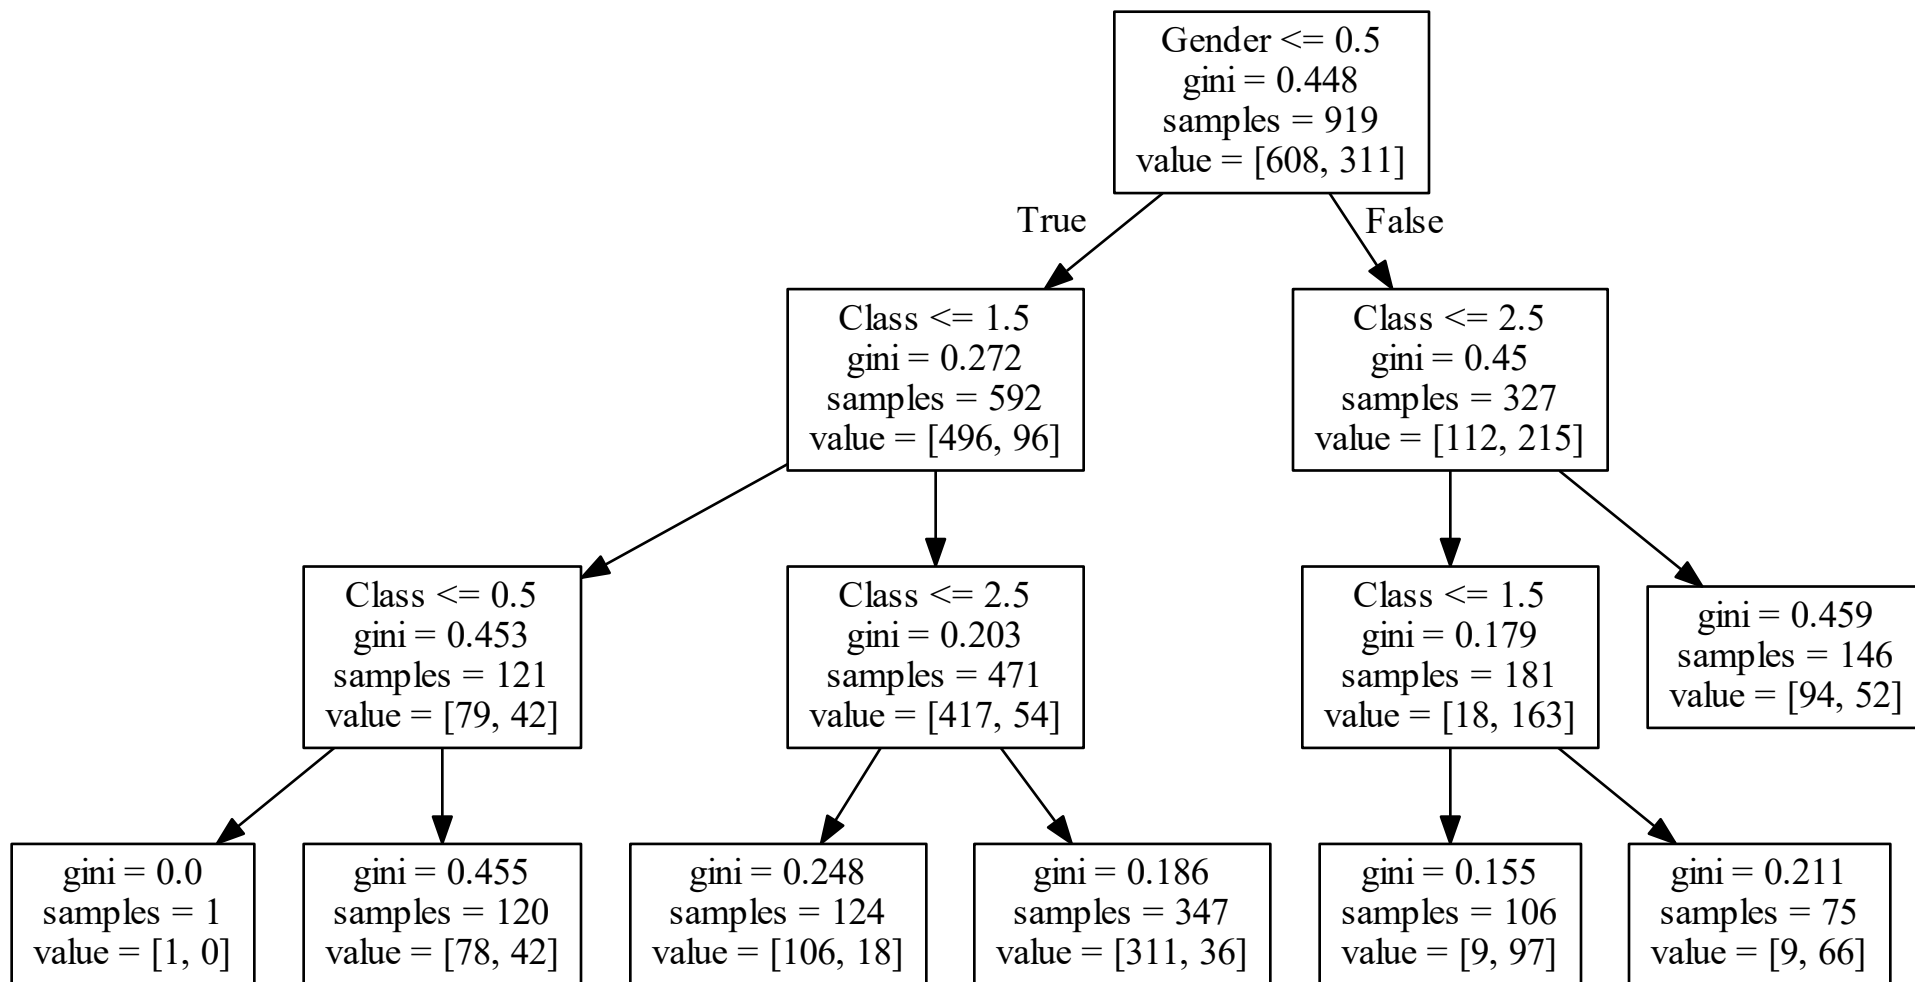 Gender <= 0.5
gini = 0.448
samples = 919
value = [608, 311]
True
False
Class <= 1.5
gini = 0.272
samples = 592
value = [496, 96]
Class <= 2.5
gini = 0.45
samples = 327
value = [112, 215]
Class <= 0.5
gini = 0.453
samples = 121
value = [79, 42]
Class <= 2.5
gini = 0.203
samples = 471
value = [417, 54]
Class <= 1.5
gini = 0.179
samples = 181
value = [18, 163]
gini = 0.459
samples = 146
value = [94, 52]
gini = 0.0
samples = 1
value = [1, 0]
gini = 0.455
samples = 120
value = [78, 42]
gini = 0.248
samples = 124
value = [106, 18]
gini = 0.186
samples = 347
value = [311, 36]
gini = 0.155
samples = 106
value = [9, 97]
gini = 0.211
samples = 75
value = [9, 66]